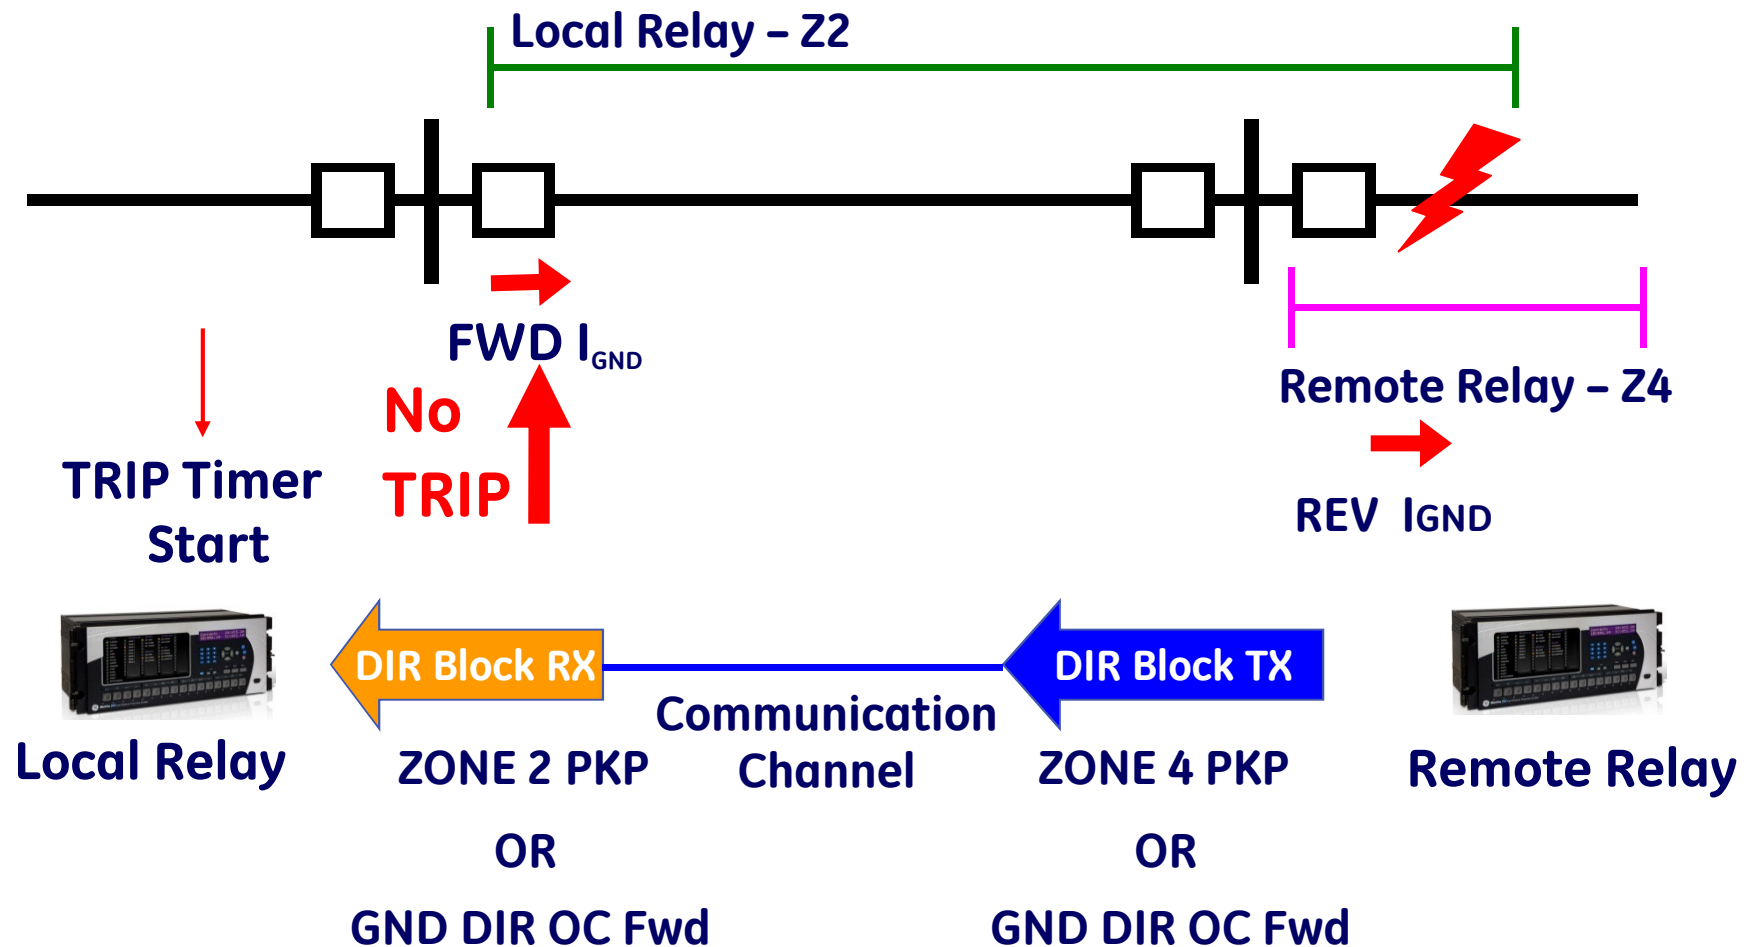 Local Relay – Z2
FWD IGND
No
TRIP
TRIP Timer
Start
Remote Relay – Z4
REV IGND
DIR Block RX
DIR Block TX
Communication
Channel
Local Relay
ZONE 2 PKP
ZONE 4 PKP
Remote Relay
OR
OR
GND DIR OC Fwd
GND DIR OC Fwd